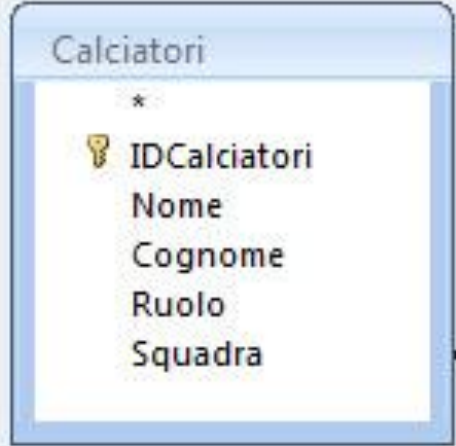 Calciatori
*
IDCalciatori
Nome
Cognome
Ruolo
Squadra